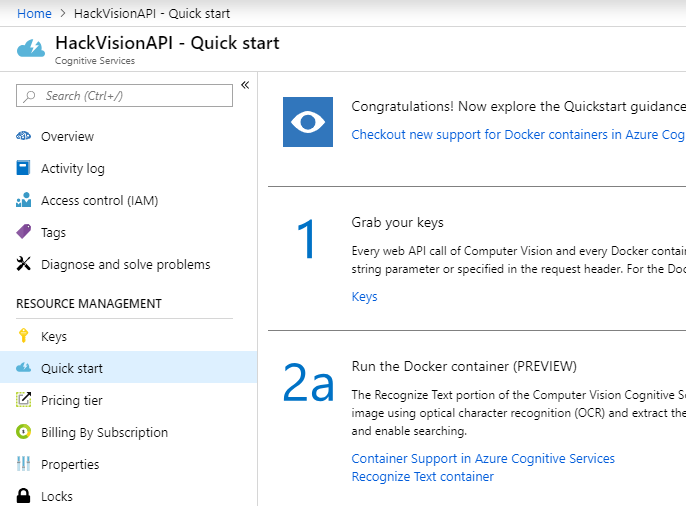 Home > HackVisionAPI - Quick start
HackVisionAPI - Quick start
Cognitive Services
«
Search (Ctrl+/)
Overview
Activity log
Access control (IAM)
Tags
Diagnose and solve problems
RESOURCE MANAGEMENT
Keys
Quick start
Pricing tier
Billing By Subscription
Properties
Locks
Congratulations! Now explore the Quickstart guidance
Checkout new support for Docker containers in Azure Cog
1
Grab your keys
Every web API call of Computer Vision and every Docker contai
string parameter or specified in the request header. For the Doc
Keys
2a
Run the Docker container (PREVIEW)
The Recognize Text portion of the Computer Vision Cognitive Se
image using optical character recognition (OCR) and extract the
and enable searching.
Container Support in Azure Cognitive Services
Recognize Text container